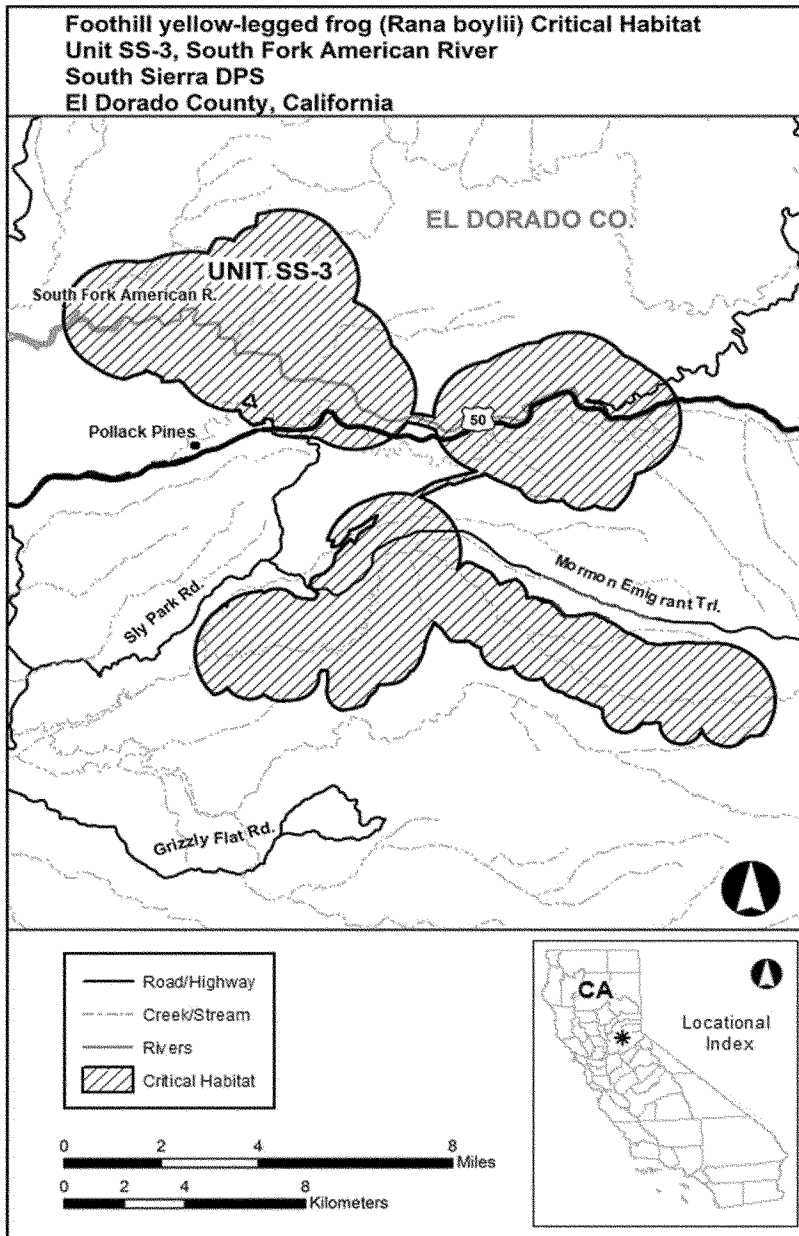 Foothill yellow-legged frog (Rana boylii) Critical Habitat
Unit SS-3, South Fork American River
South Sierra DPS
El Dorado County, California
EL DORADO CO.
UNIT SS-3
South Fork American R.
50
Pollack Pines
Mormon Emigrant Trl.
Sly Park Rd.
Grizzly Flat Rd.
Road/Highway
Creek/Stream
Rivers
Critical Habitat
0 2 4 8
Miles
0 2 4 8
Kilometers
CA
Locational
Index